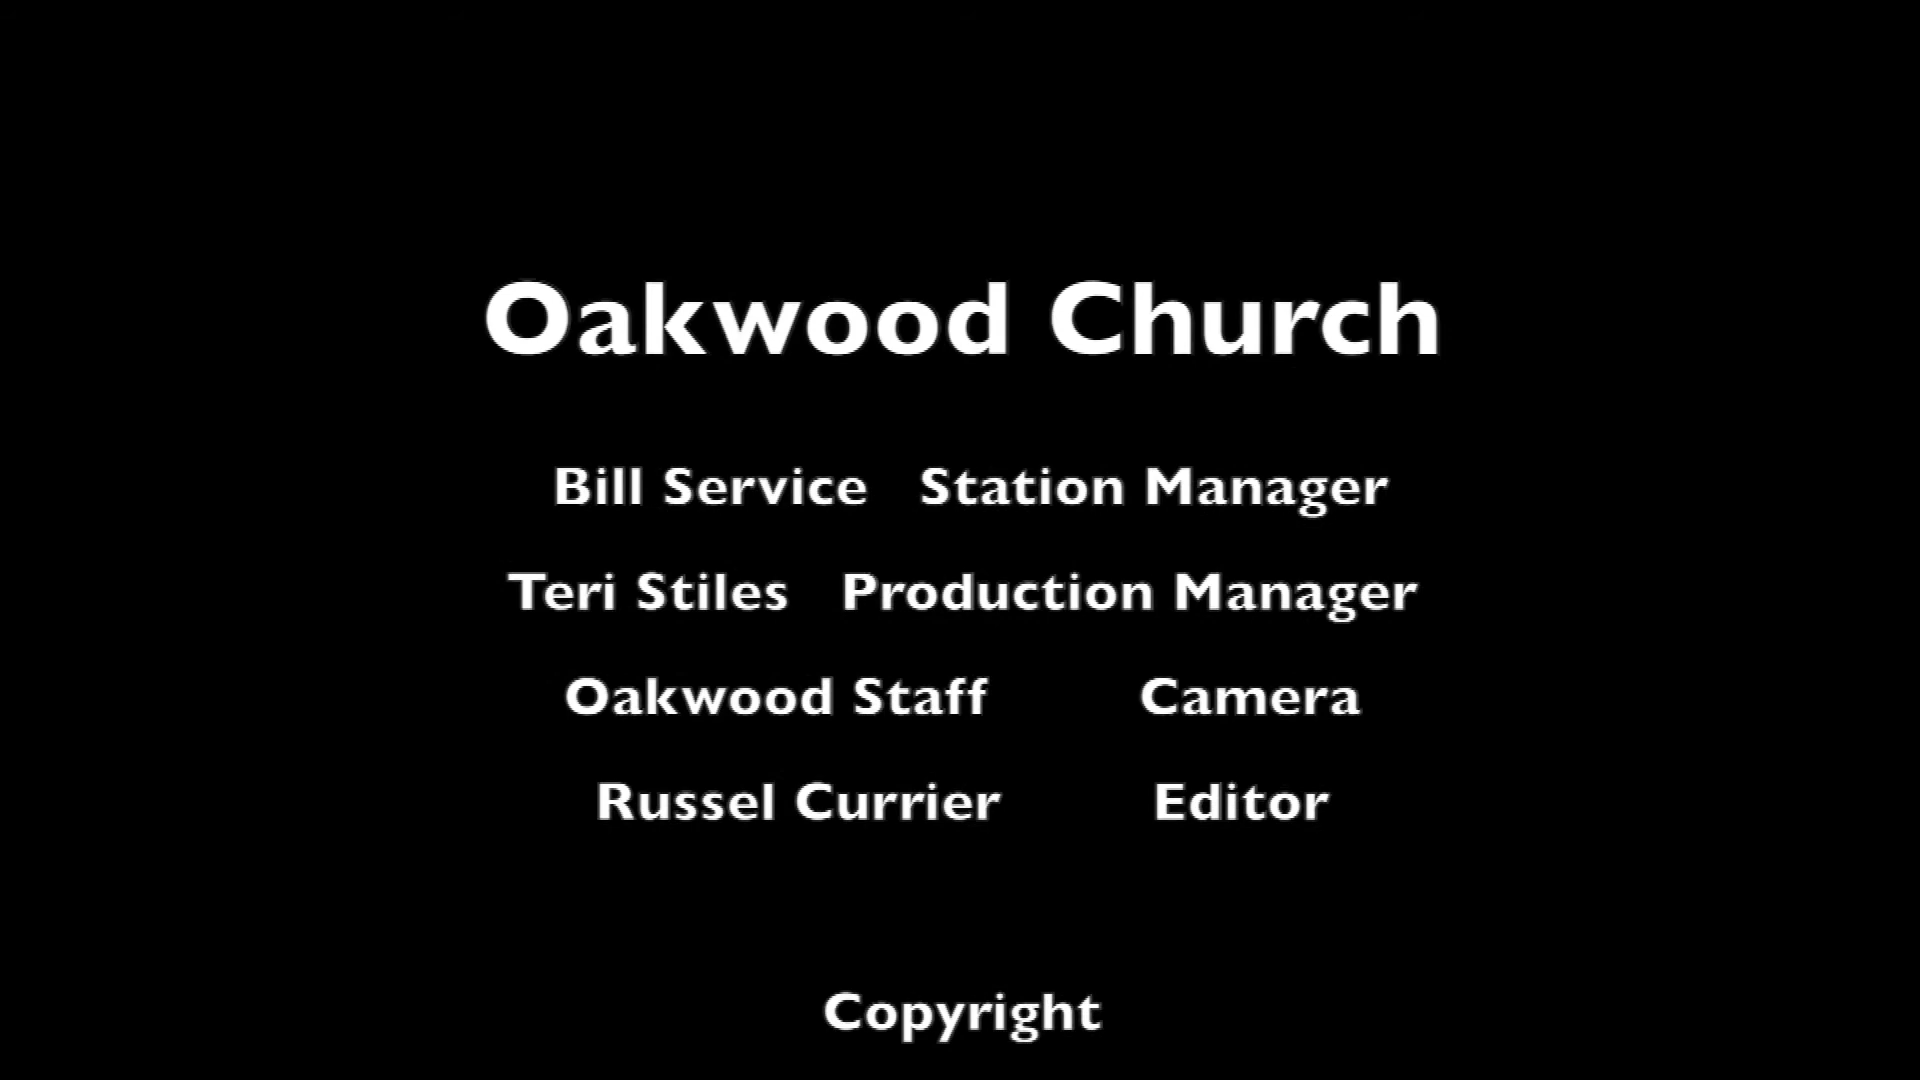 Oakwood Church
Bill Service Station Manager
Teri Stiles Production Manager
Oakwood Staff Camera
Russel Currier Editor
Copyright